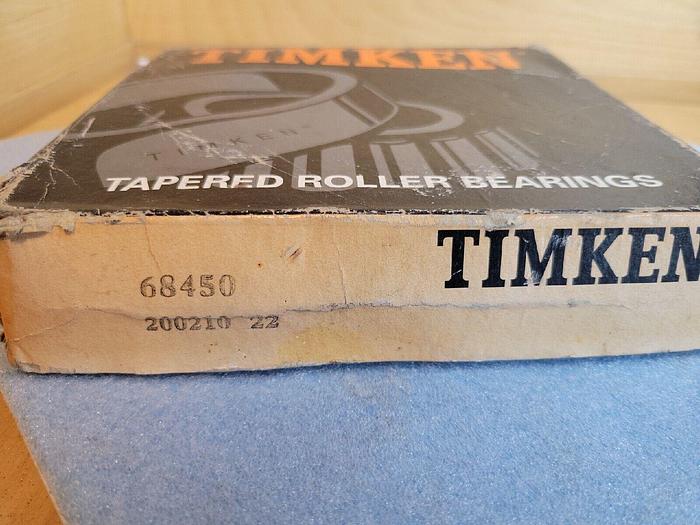 TIMKEN
TIMKEN
TAPERED ROLLER BEARINGS
TIMKEN
68450
200210 22